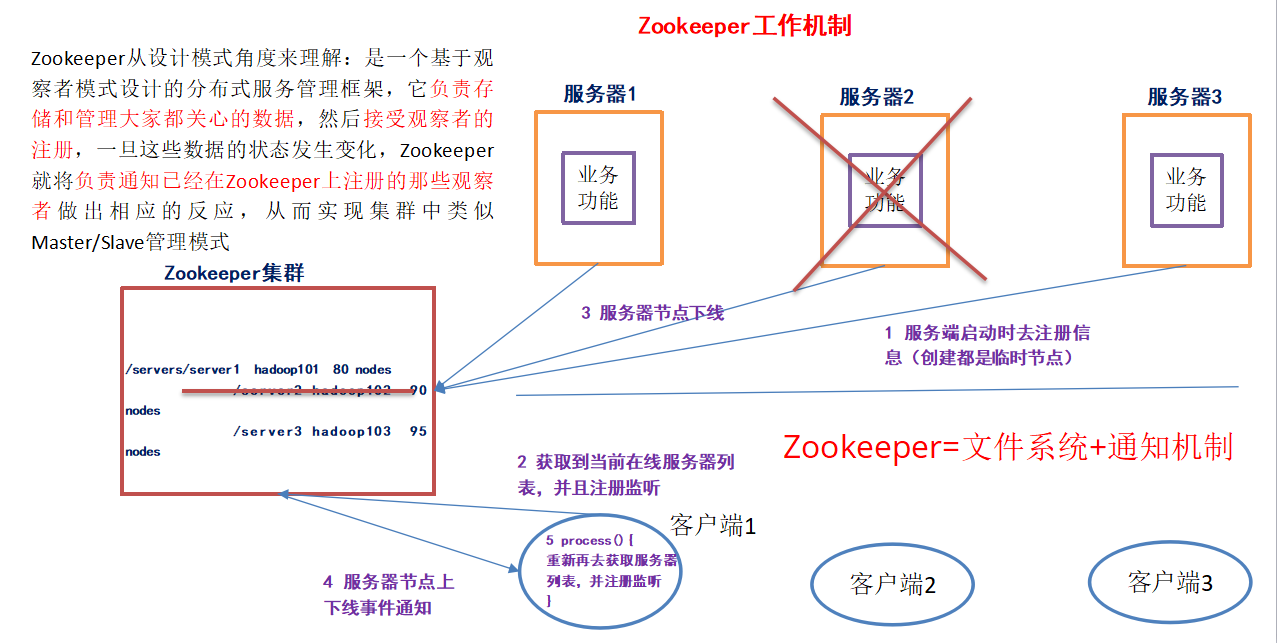 Zookeeper工作机制
Zookeeper从设计模式角度来理解：是一个基于观
察者模式设计的分布式服务管理框架，它负责存
储和管理大家都关心的数据，然后接受观察者的
注册，一旦这些数据的状态发生变化，Zookeeper
就将负责通知已经在Zookeeper上注册的那些观察
者做出相应的反应，从而实现集群中类似
Master/Slave管理模式
服务器1
服务器2
服务器3
业务
功能
业务
功能
业务
功能
Zookeeper集群
/servers/server1 hadoop101 80 nodes
/server2 hadoop102 90
nodes
/server3 hadoop103 95
nodes
3 服务器节点下线
1 服务端启动时去注册信
息（创建都是临时节点）
Zookeeper=文件系统+通知机制
2 获取到当前在线服务器列
表，并且注册监听
客户端1
5 process(){
重新再去获取服务器
列表，并注册监听
}
4 服务器节点上
下线事件通知
客户端2
客户端3